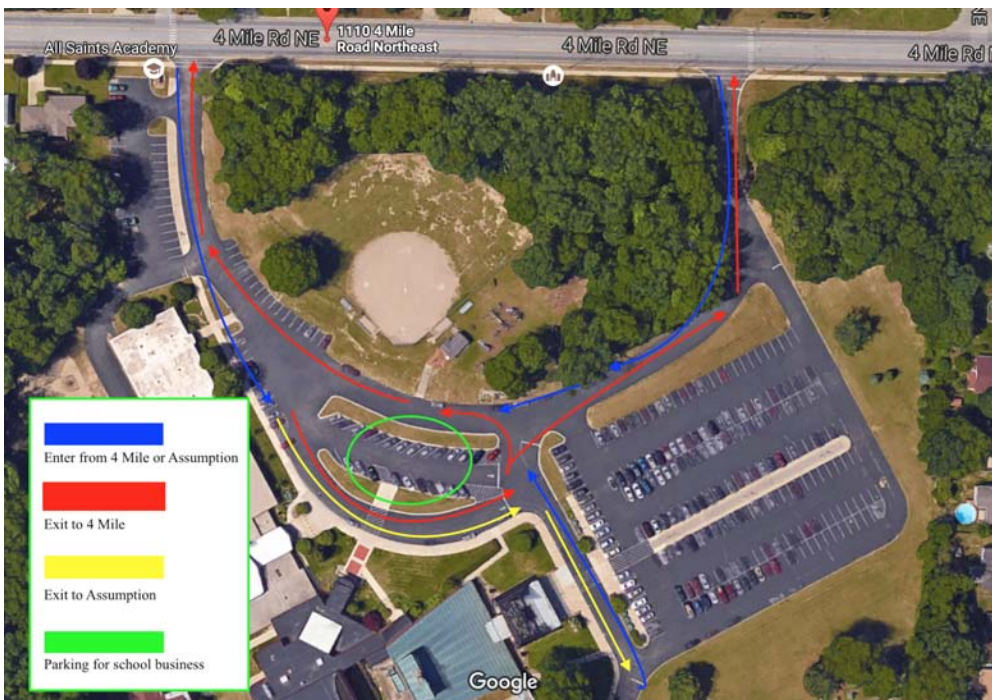 4 Mile Rd NE
1110 4 Mile
Road Northeast
4 Mile Rd NE
NE
4 Mile Rd N
All Saints Academy
Enter from 4 Mile or Assumption
Exit to 4 Mile
Exit to Assumption
Parking for school business
Google